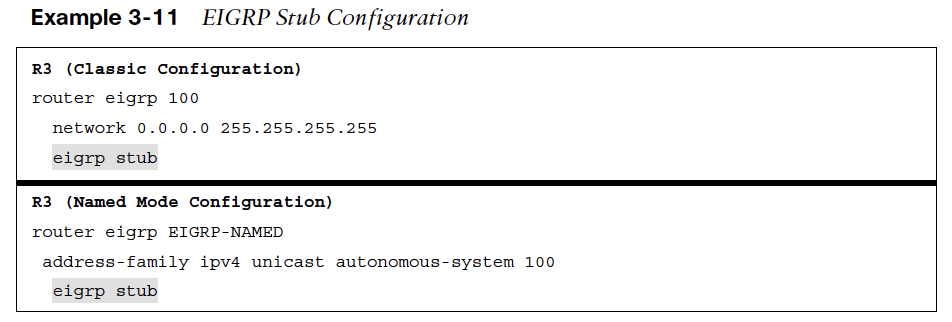 Example 3-11 EIGRP Stub Configuration
R3 (Classic Configuration)
router eigrp 100
network 0.0.0.0 255.255.255.255
eigrp stub
R3 (Named Mode Configuration)
router eigrp EIGRP-NAMED
address-family ipv4 unicast autonomous-system 100
eigrp stub